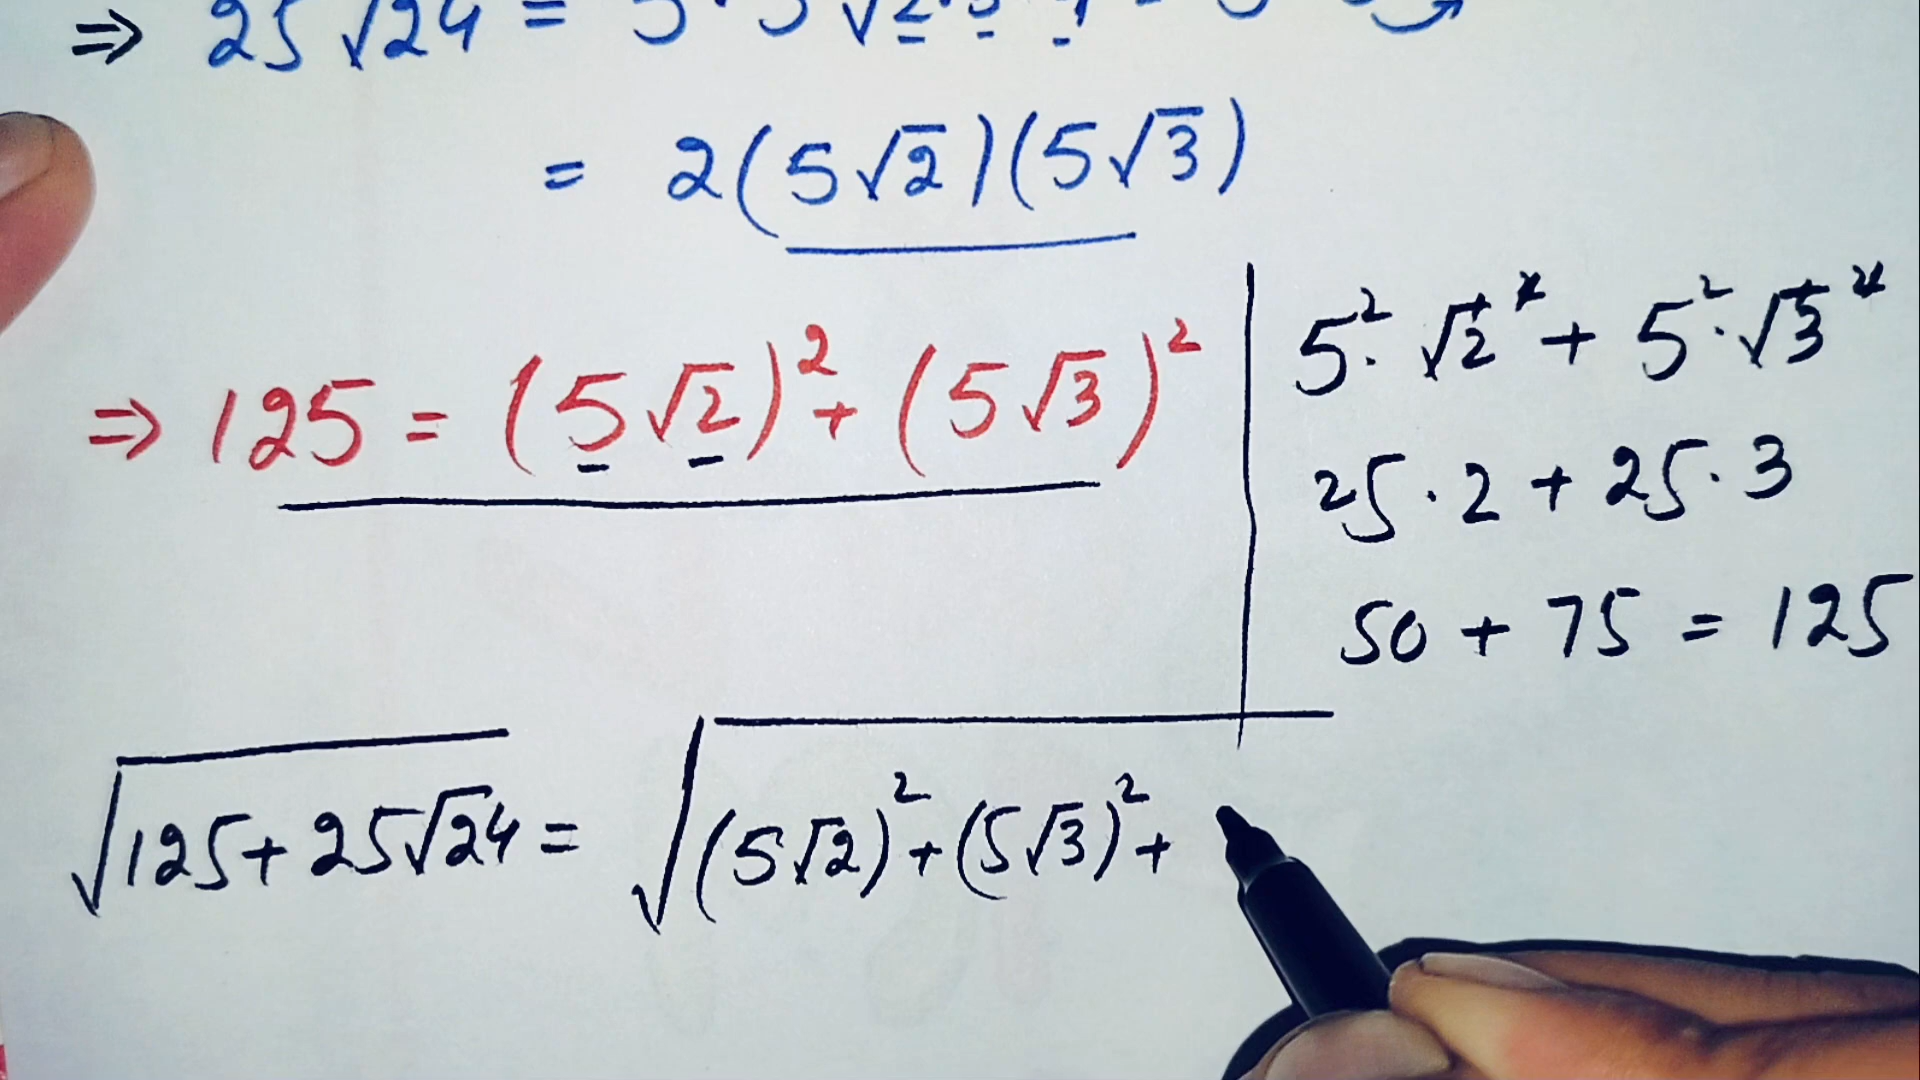 ⇒ 25√24 =
= 2(5√2)(5√3)
⇒ 125 = (5√2)² + (5√3)²
5²·√2² + 5²·√3²
25·2 + 25·3
50 + 75 = 125
√125+25√24 = √(5√2)²+(5√3)²+